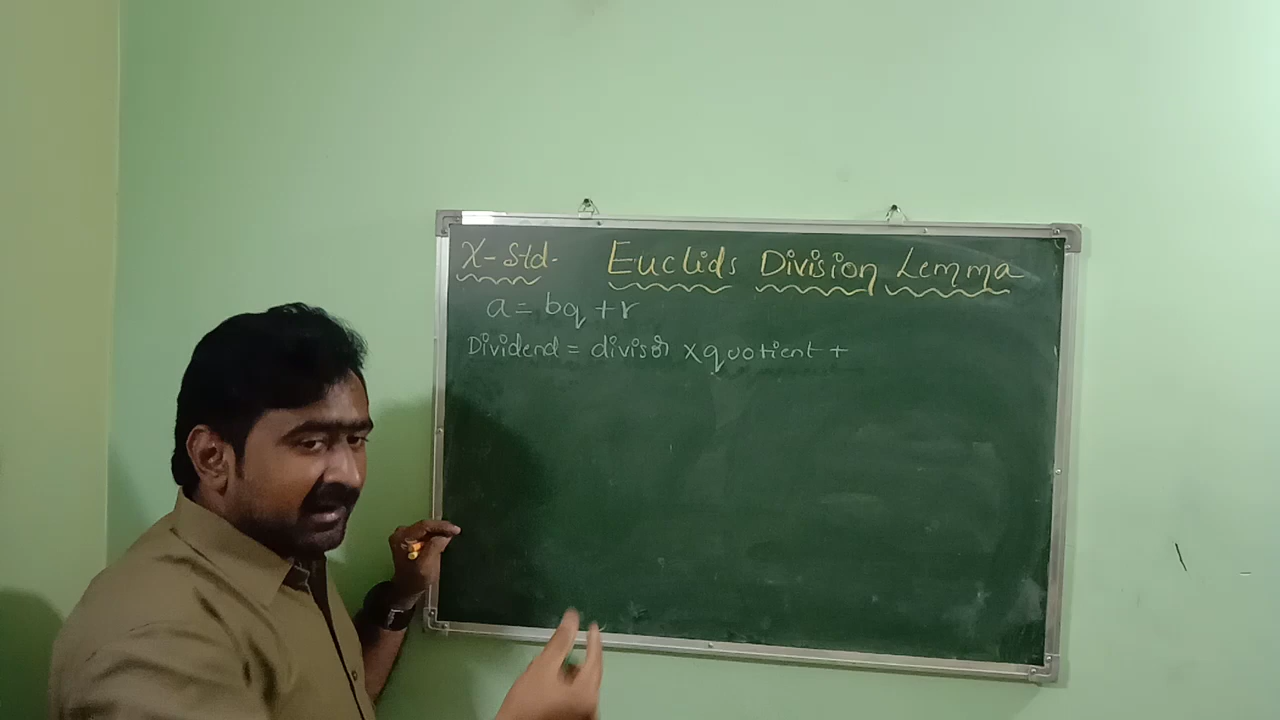 X-Std. Euclids Division Lemma
a = bq + r
Dividend = divisor x quotient +